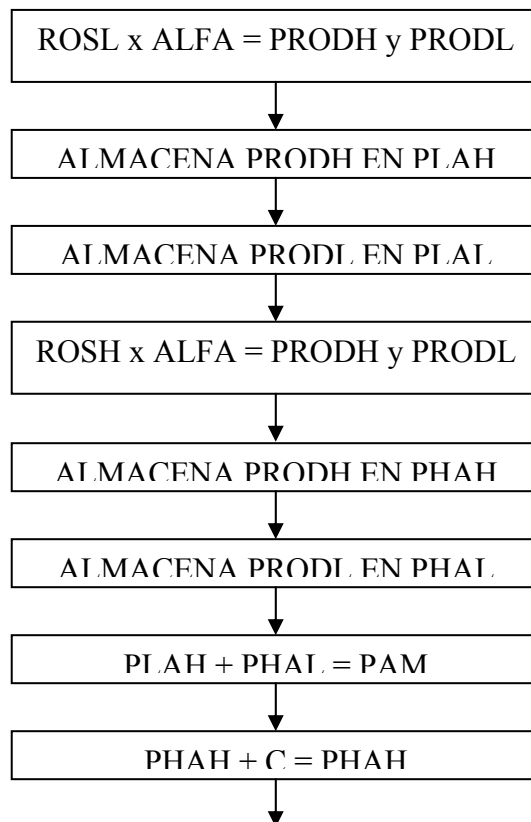 ROSL x ALFA = PRODH y PRODL
ALMACENA PRODH EN PLAH
ALMACENA PRODL EN PLAL
ROSH x ALFA = PRODH y PRODL
ALMACENA PRODH EN PHAH
ALMACENA PRODL EN PHAL
PLAH + PHAL = PAM
PHAH + C = PHAH